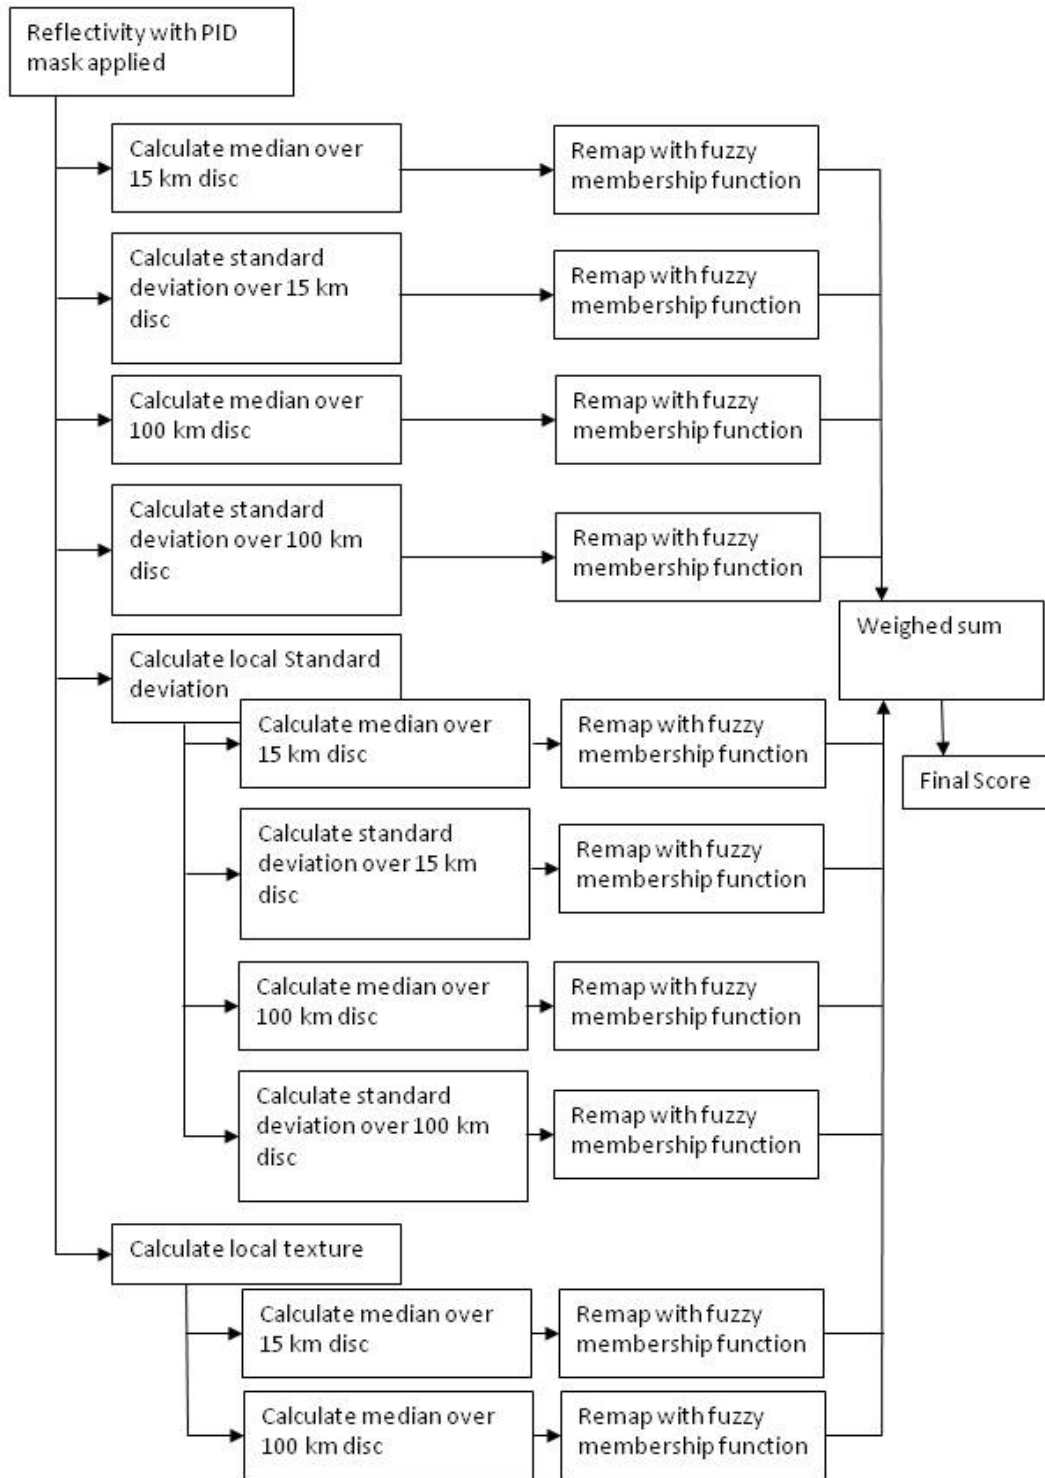 Reflectivity with PID
mask applied
Calculate median over
15 km disc
Remap with fuzzy
membership function
Calculate standard
deviation over 15 km
disc
Remap with fuzzy
membership function
Calculate median over
100 km disc
Remap with fuzzy
membership function
Calculate standard
deviation over 100 km
disc
Remap with fuzzy
membership function
Weighed sum
Calculate local Standard
deviation
Calculate median over
15 km disc
Remap with fuzzy
membership function
Final Score
Calculate standard
deviation over 15 km
disc
Remap with fuzzy
membership function
Calculate median over
100 km disc
Remap with fuzzy
membership function
Calculate standard
deviation over 100 km
disc
Remap with fuzzy
membership function
Calculate local texture
Calculate median over
15 km disc
Remap with fuzzy
membership function
Calculate median over
100 km disc
Remap with fuzzy
membership function